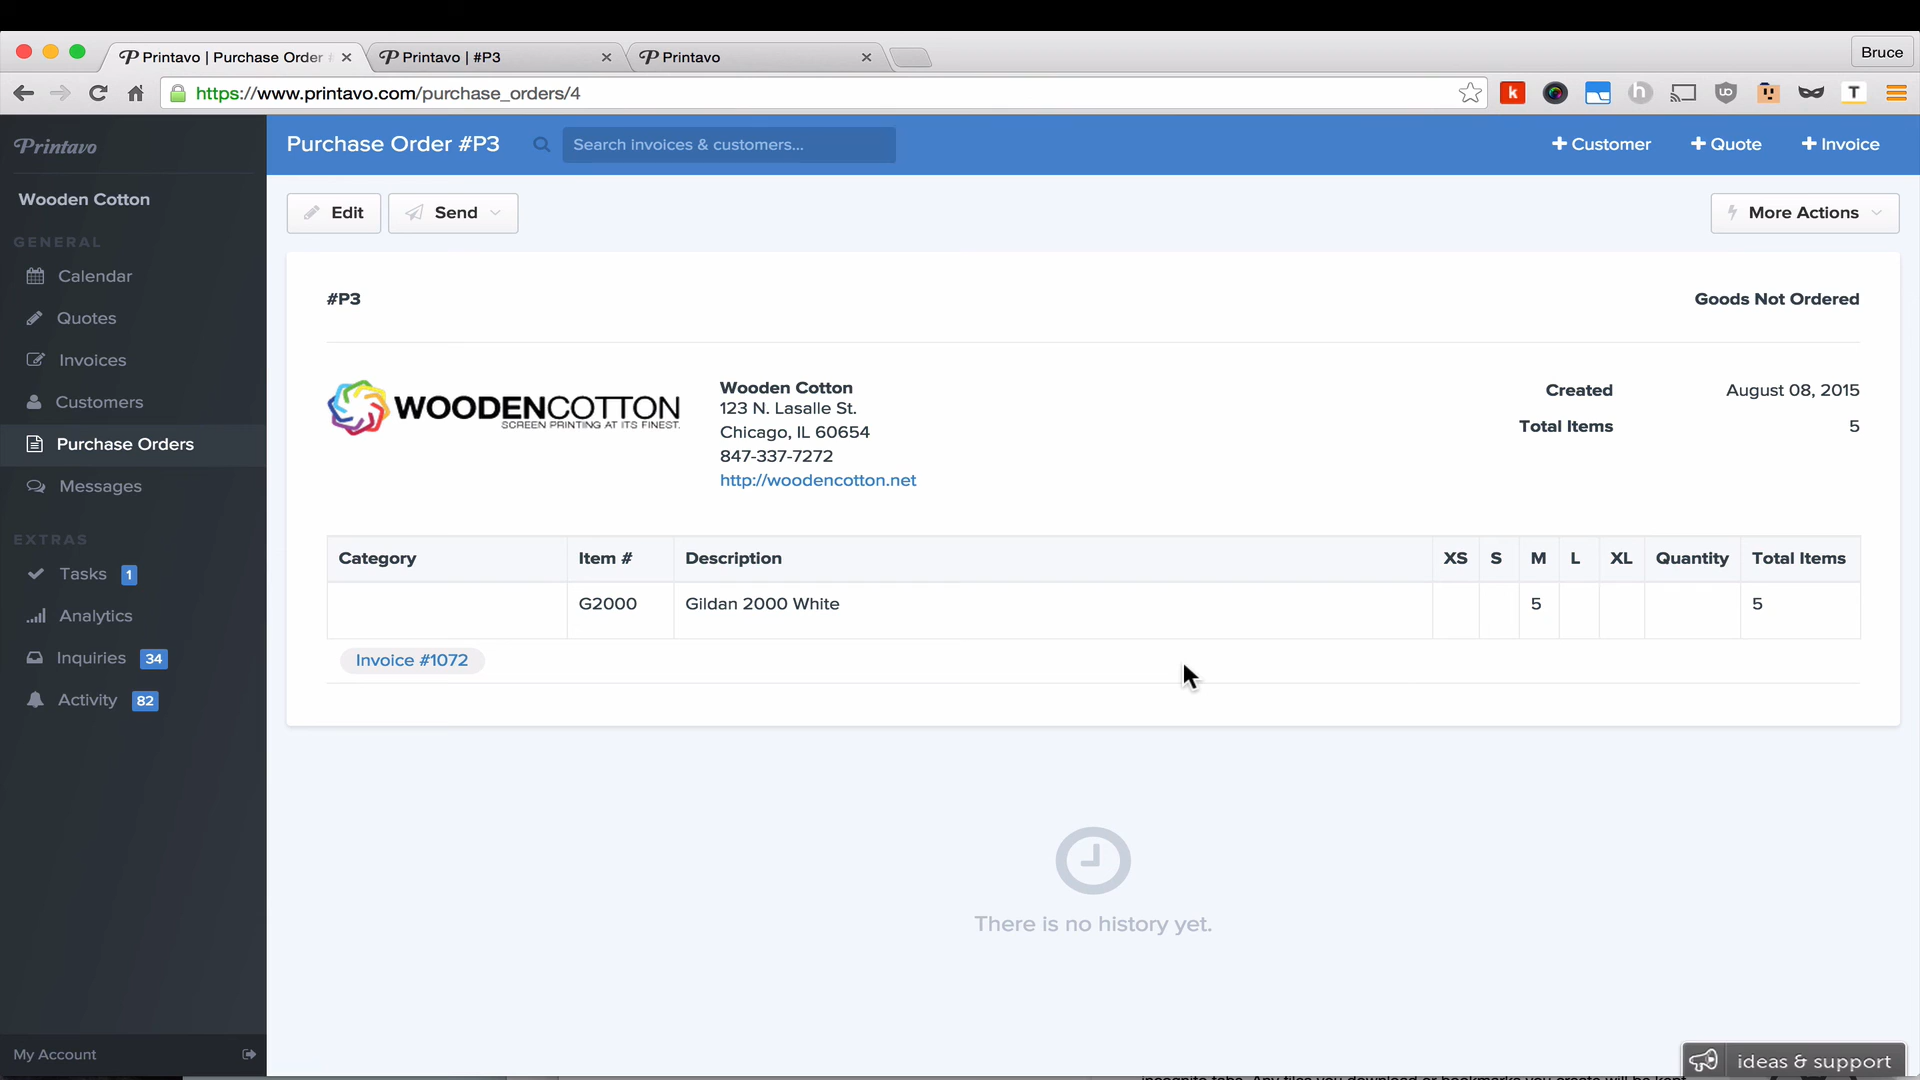 Printavo | Purchase Order #
Printavo | #P3
Printavo
Bruce
https://www.printavo.com/purchase_orders/4
k
h
T
Printavo
Purchase Order #P3
Search invoices & customers...
+ Customer
+ Quote
+ Invoice
Wooden Cotton
Edit
Send
More Actions
GENERAL
Calendar
Quotes
Invoices
Customers
Purchase Orders
Messages
EXTRAS
Tasks 1
Analytics
Inquiries 34
Activity 82
My Account
#P3
Goods Not Ordered
WOODENCOTTON
SCREEN PRINTING AT ITS FINEST.
Wooden Cotton
123 N. Lasalle St.
Chicago, IL 60654
847-337-7272
http://woodencotton.net
Created August 08, 2015
Total Items 5
Category Item # Description XS S M L XL Quantity Total Items
G2000 Gildan 2000 White 5 5
Invoice #1072
There is no history yet.
ideas & support